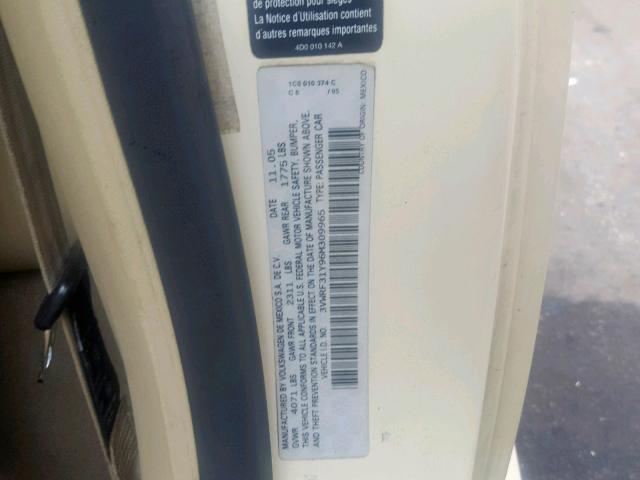 de protection pour sièges
La Notice d'Utilisation contient
d'autres remarques importantes
4D0 010 142 A
1C0 010 374 C
C 6 /05
MANUFACTURED BY VOLKSWAGEN DE MEXICO S.A. DE C.V. DATE 11.05
GVWR 4071 LBS GAWR FRONT 2311 LBS GAWR REAR 1775 LBS
THIS VEHICLE CONFORMS TO ALL APPLICABLE U.S. FEDERAL MOTOR VEHICLE SAFETY, BUMPER,
AND THEFT PREVENTION STANDARDS IN EFFECT ON THE DATE OF MANUFACTURE SHOWN ABOVE.
VEHICLE I.D. NO. 3VWRF31Y96M309965 TYPE: PASSENGER CAR
COUNTRY OF ORIGIN: MEXICO